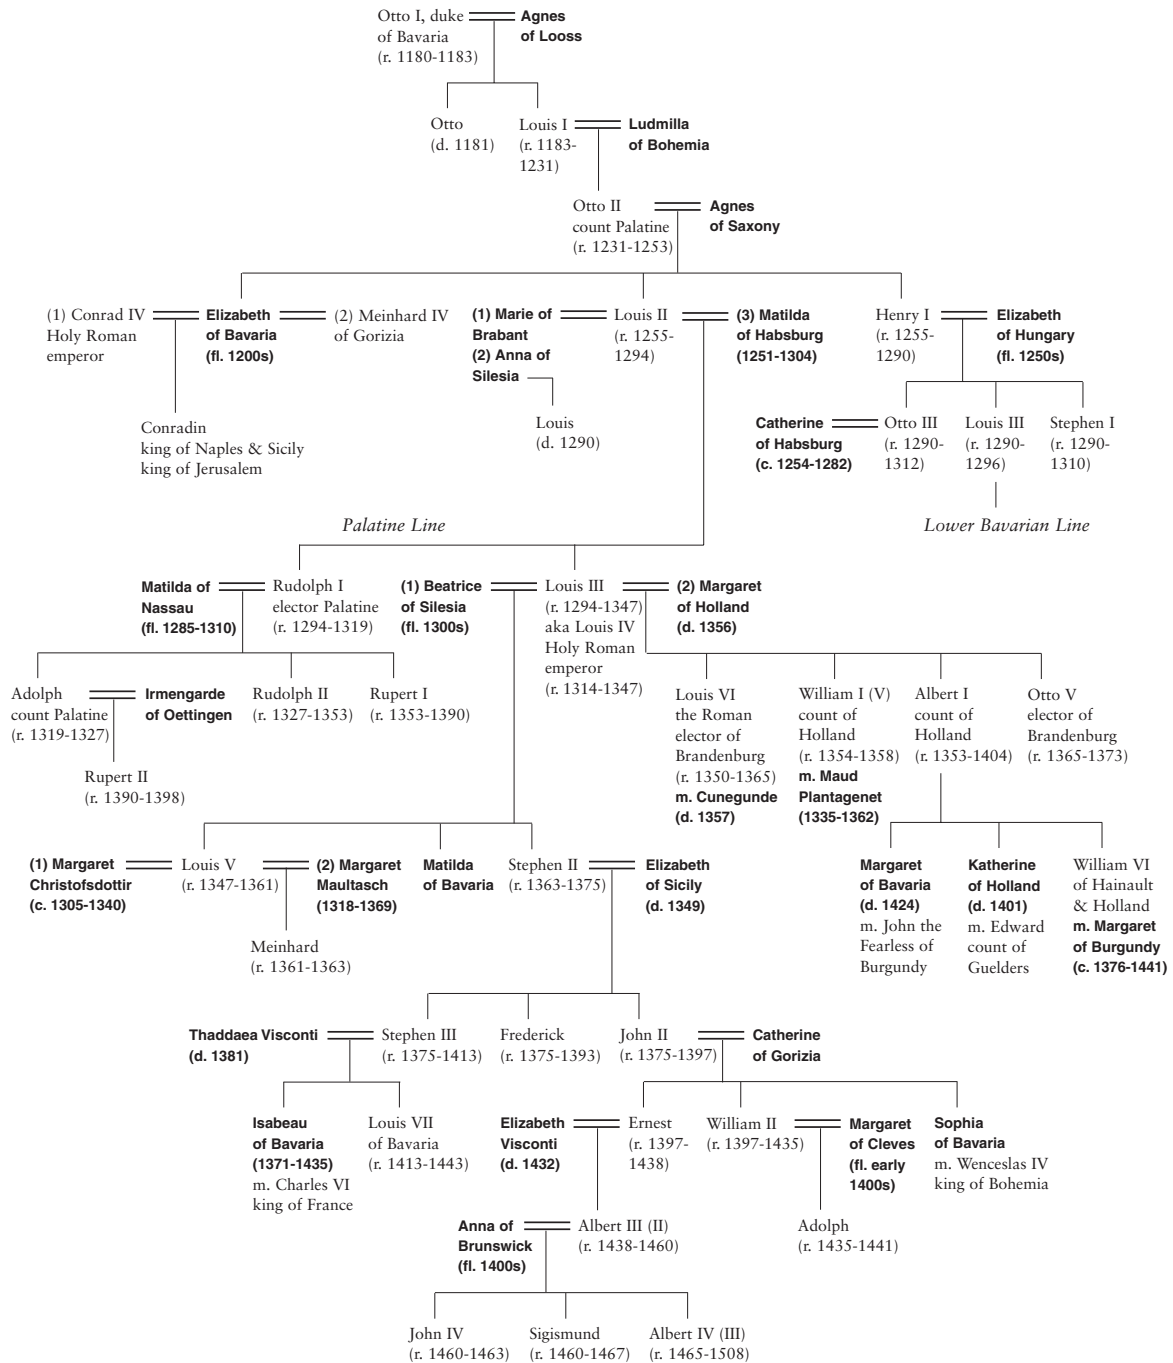 Otto I, duke
of Bavaria
(r. 1180-1183)
Agnes
of Looss
Otto
(d. 1181)
Louis I
(r. 1183-
1231)
Ludmilla
of Bohemia
Otto II
count Palatine
(r. 1231-1253)
Agnes
of Saxony
(1) Conrad IV
Holy Roman
emperor
Elizabeth
of Bavaria
(fl. 1200s)
(2) Meinhard IV
of Gorizia
(1) Marie of
Brabant
(2) Anna of
Silesia
Louis II
(r. 1255-
1294)
(3) Matilda
of Habsburg
(1251-1304)
Henry I
(r. 1255-
1290)
Elizabeth
of Hungary
(fl. 1250s)
Conradin
king of Naples & Sicily
king of Jerusalem
Louis
(d. 1290)
Catherine
of Habsburg
(c. 1254-1282)
Otto III
(r. 1290-
1312)
Louis III
(r. 1290-
1296)
Stephen I
(r. 1290-
1310)
Palatine Line
Lower Bavarian Line
Matilda of
Nassau
(fl. 1285-1310)
Rudolph I
elector Palatine
(r. 1294-1319)
(1) Beatrice
of Silesia
(fl. 1300s)
Louis III
(r. 1294-1347)
aka Louis IV
Holy Roman
emperor
(r. 1314-1347)
(2) Margaret
of Holland
(d. 1356)
Adolph
count Palatine
(r. 1319-1327)
Irmengarde
of Oettingen
Rudolph II
(r. 1327-1353)
Rupert I
(r. 1353-1390)
Louis VI
the Roman
elector of
Brandenburg
(r. 1350-1365)
m. Cunegunde
(d. 1357)
William I (V)
count of
Holland
(r. 1354-1358)
m. Maud
Plantagenet
(1335-1362)
Albert I
count of
Holland
(r. 1353-1404)
Otto V
elector of
Brandenburg
(r. 1365-1373)
Rupert II
(r. 1390-1398)
(1) Margaret
Christofsdottir
(c. 1305-1340)
Louis V
(r. 1347-1361)
(2) Margaret
Maultasch
(1318-1369)
Matilda
of Bavaria
Stephen II
(r. 1363-1375)
Elizabeth
of Sicily
(d. 1349)
Margaret
of Bavaria
(d. 1424)
m. John the
Fearless of
Burgundy
Katherine
of Holland
(d. 1401)
m. Edward
count of
Guelders
William VI
of Hainault
& Holland
m. Margaret
of Burgundy
(c. 1376-1441)
Meinhard
(r. 1361-1363)
Thaddaea Visconti
(d. 1381)
Stephen III
(r. 1375-1413)
Frederick
(r. 1375-1393)
John II
(r. 1375-1397)
Catherine
of Gorizia
Isabeau
of Bavaria
(1371-1435)
m. Charles VI
king of France
Louis VII
of Bavaria
(r. 1413-1443)
Elizabeth
Visconti
(d. 1432)
Ernest
(r. 1397-
1438)
William II
(r. 1397-1435)
Margaret
of Cleves
(fl. early
1400s)
Sophia
of Bavaria
m. Wenceslas IV
king of Bohemia
Anna of
Brunswick
(fl. 1400s)
Albert III (II)
(r. 1438-1460)
Adolph
(r. 1435-1441)
John IV
(r. 1460-1463)
Sigismund
(r. 1460-1467)
Albert IV (III)
(r. 1465-1508)